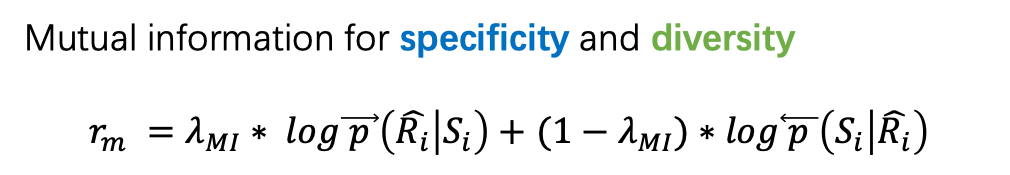 Mutual information for specificity and diversity
r_m = λ_MI * log p→(R̂_i|S_i) + (1 − λ_MI) * log p←(S_i|R̂_i)